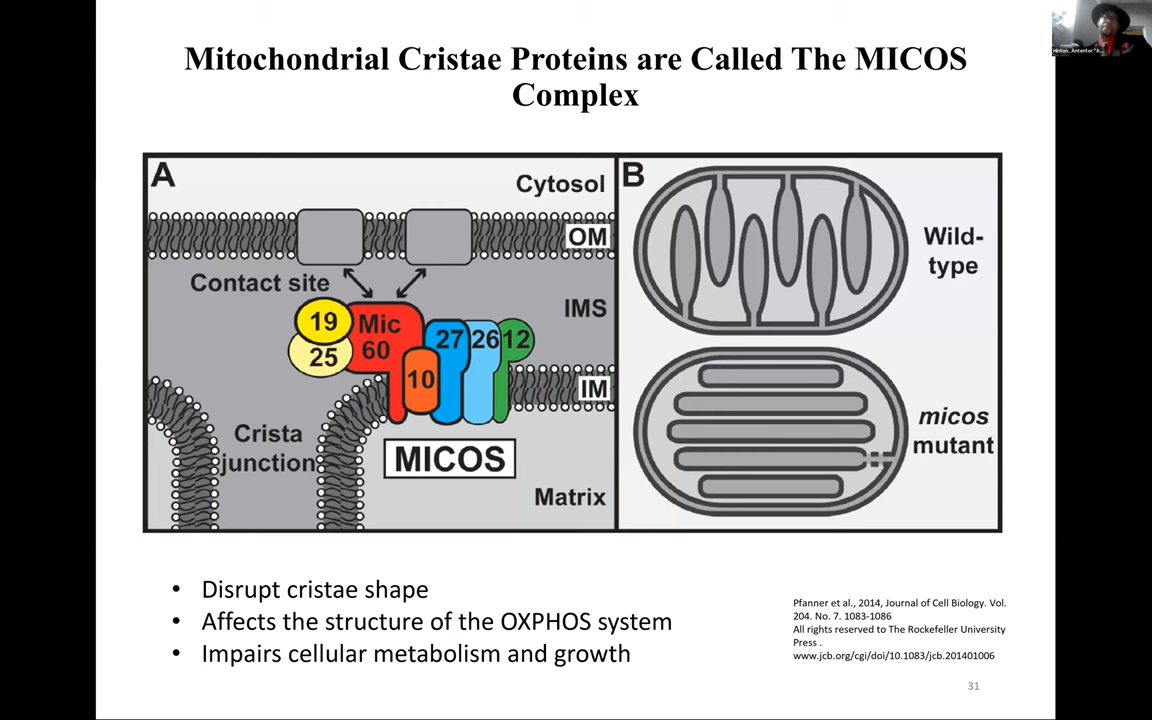 Mitochondrial Cristae Proteins are Called The MICOS
Complex
A
Cytosol
OM
Contact site
IMS
19
25
Mic
60
10
27
26
12
IM
Crista
junction
MICOS
Matrix
B
Wild-
type
micos
mutant
• Disrupt cristae shape
• Affects the structure of the OXPHOS system
• Impairs cellular metabolism and growth
Pfanner et al., 2014, Journal of Cell Biology. Vol.
204. No. 7. 1083-1086
All rights reserved to The Rockefeller University
Press .
www.jcb.org/cgi/doi/10.1083/jcb.201401006
31
Hinton, Antentor "A...